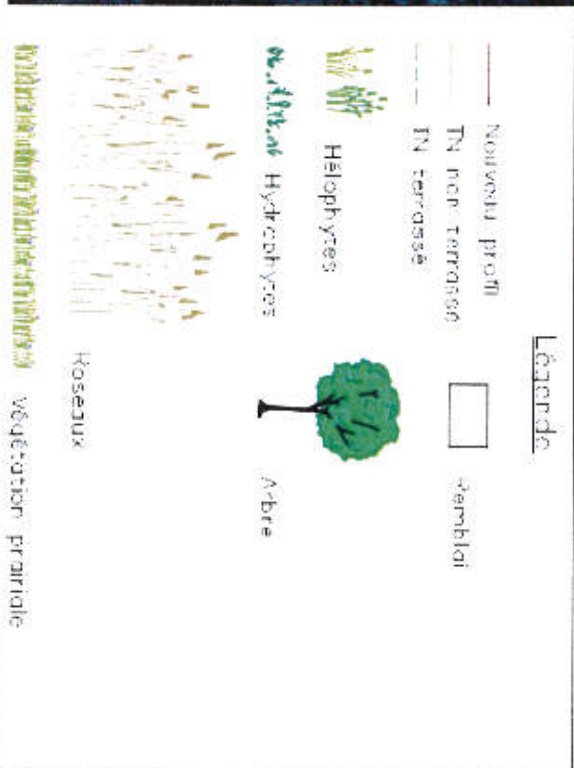 Légende
Nouveau profil
TN non terrassé
TN terrassé
Remblai
Hélophytes
Hydrophytes
Arbre
Roseaux
Végétation prairiale